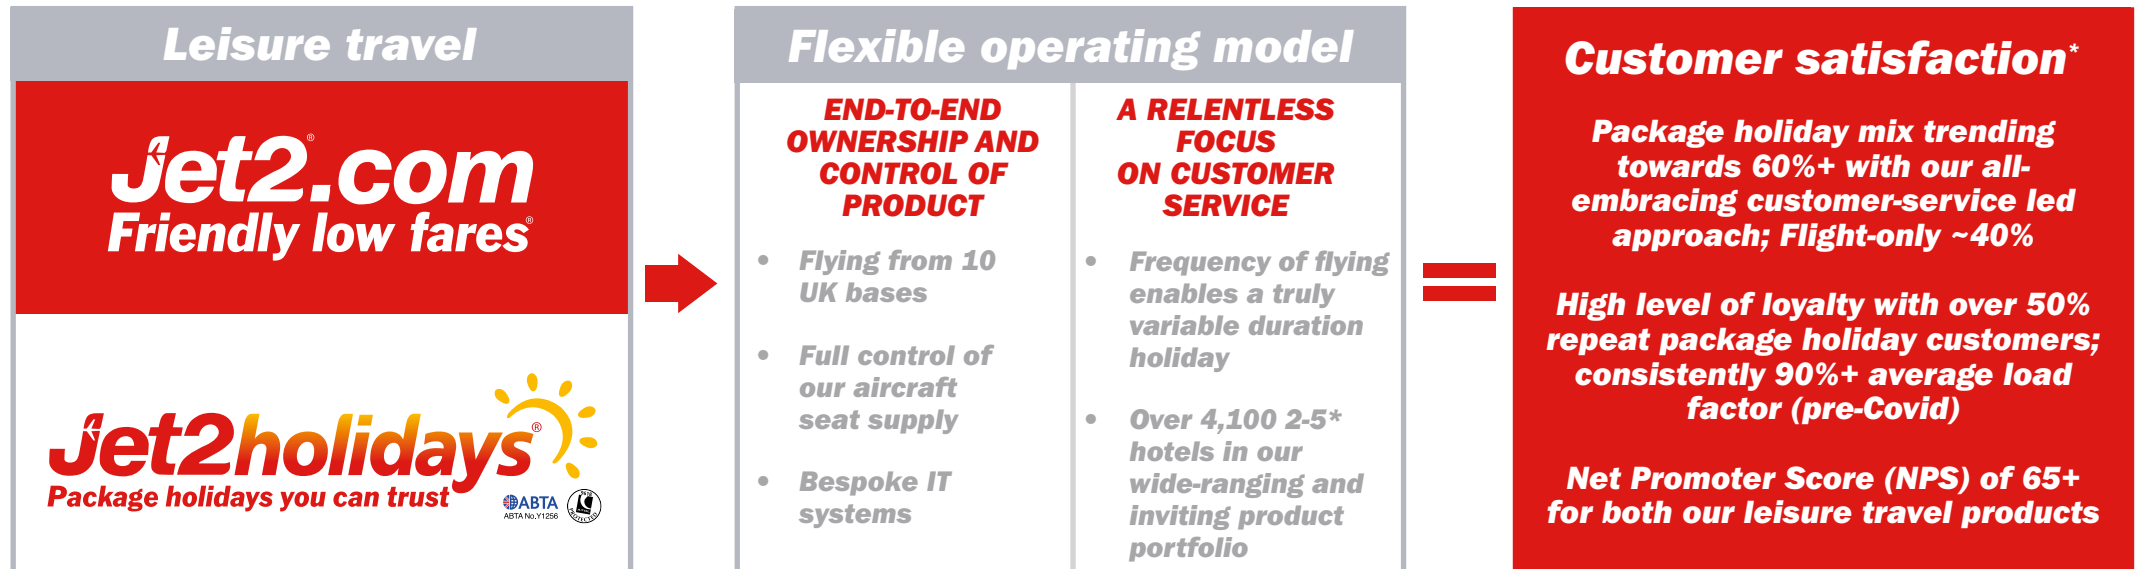 Leisure travel
Jet2.com®
Friendly low fares®
Jet2holidays®
Package holidays you can trust
ABTA
ABTA No.Y1256
Flexible operating model
END-TO-END
OWNERSHIP AND
CONTROL OF
PRODUCT
• Flying from 10
UK bases
• Full control of
our aircraft
seat supply
• Bespoke IT
systems
A RELENTLESS
FOCUS
ON CUSTOMER
SERVICE
• Frequency of flying
enables a truly
variable duration
holiday
• Over 4,100 2-5*
hotels in our
wide-ranging and
inviting product
portfolio
Customer satisfaction*
Package holiday mix trending
towards 60%+ with our all-
embracing customer-service led
approach; Flight-only ~40%
High level of loyalty with over 50%
repeat package holiday customers;
consistently 90%+ average load
factor (pre-Covid)
Net Promoter Score (NPS) of 65+
for both our leisure travel products